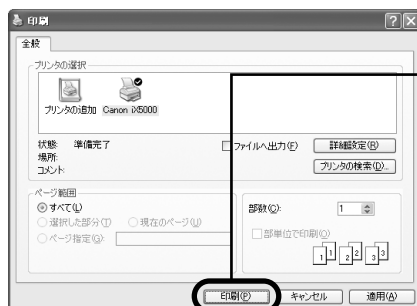 印刷
全般
プリンタの選択
プリンタの追加 Canon iX5000
状態: 準備完了
場所:
コメント:
ファイルへ出力(F)
詳細設定(R)
プリンタの検索(D)...
ページ範囲
すべて(L)
選択した部分(T) 現在のページ(U)
ページ指定(G):
部数(C): 1
部単位で印刷(O)
1 1 2 2 3 3
印刷(P) キャンセル 適用(A)